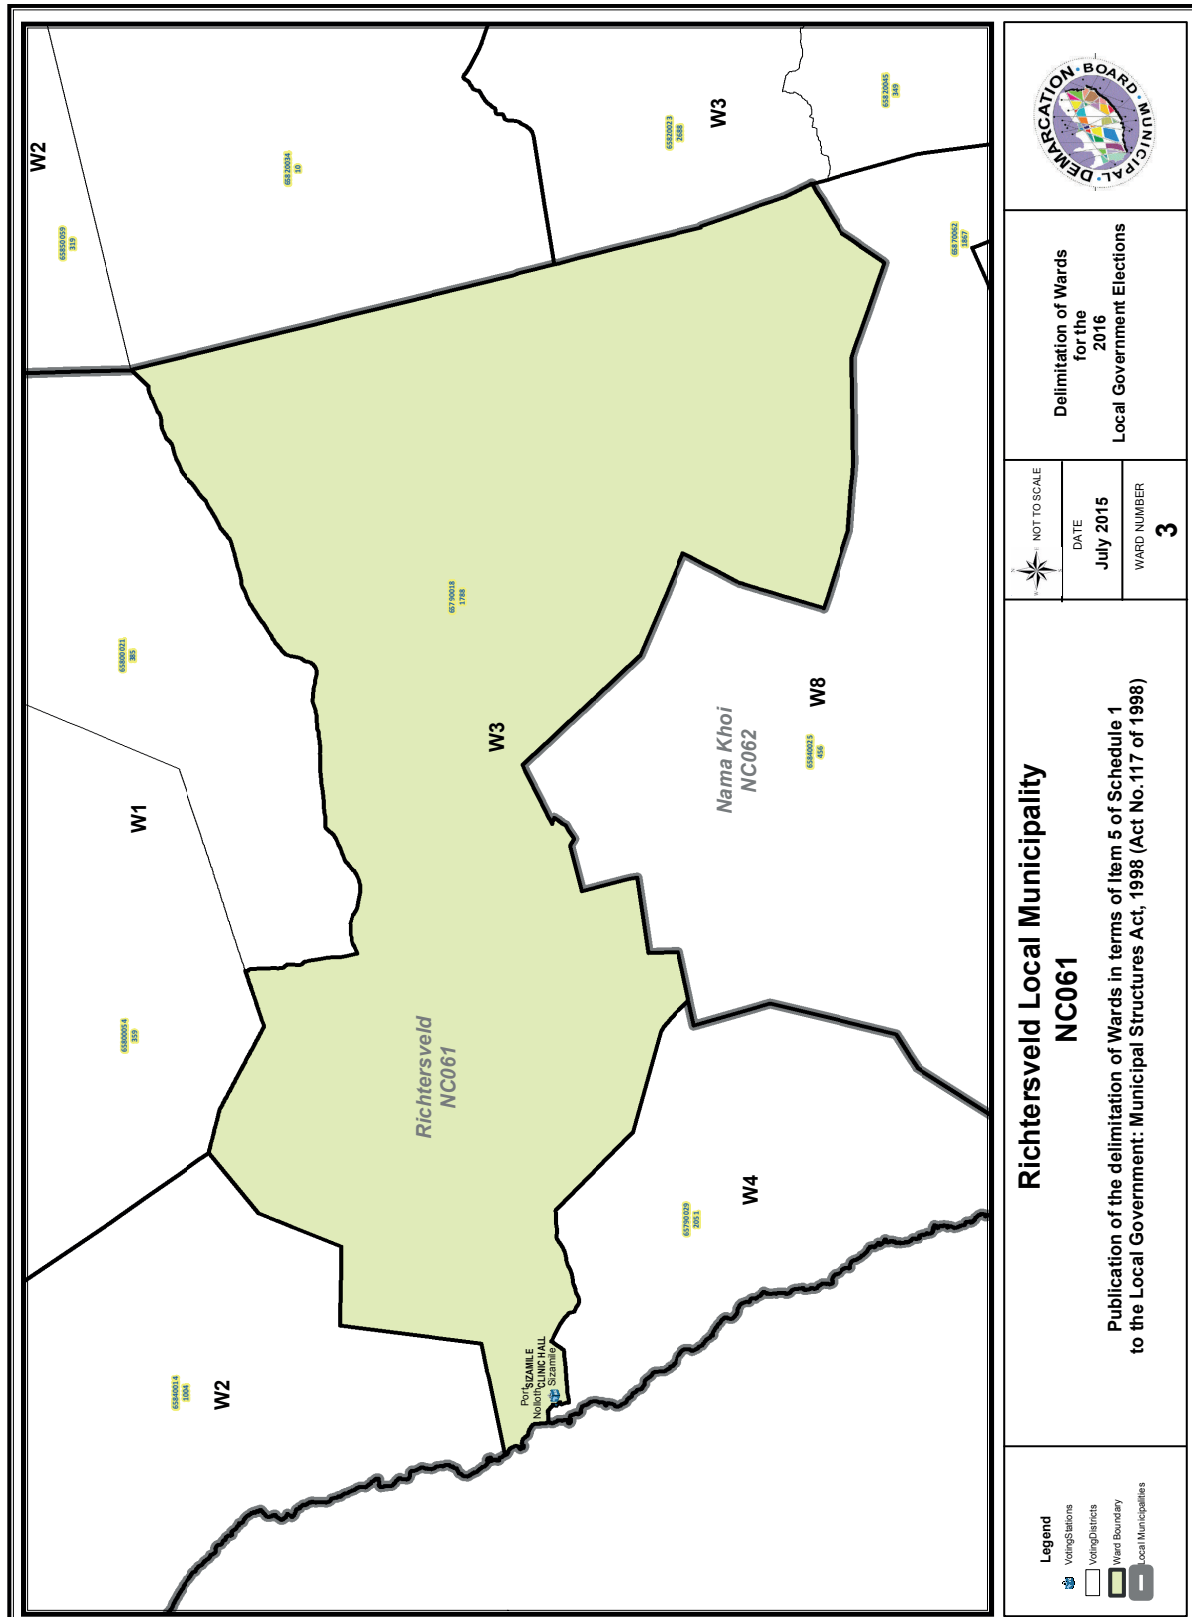 W2
65850059
319
65820034
10
65820023
2688
W3
65820045
349
65870062
1867
65800021
385
W1
65790018
1788
W3
Nama Khoi
NC062
W8
65840025
456
65800054
359
Richtersveld
NC061
W4
65790029
2051
65840014
1004
W2
Port
Nolloth
SIZAMILE
CLINIC HALL
Sizamile
Legend
VotingStations
VotingDistricts
Ward Boundary
Local Municipalities
Richtersveld Local Municipality
NC061
Publication of the delimitation of Wards in terms of Item 5 of Schedule 1
to the Local Government: Municipal Structures Act, 1998 (Act No.117 of 1998)
NOT TO SCALE
DATE
July 2015
WARD NUMBER
3
Delimitation of Wards
for the
2016
Local Government Elections
MUNICIPAL • DEMARCATION • BOARD •